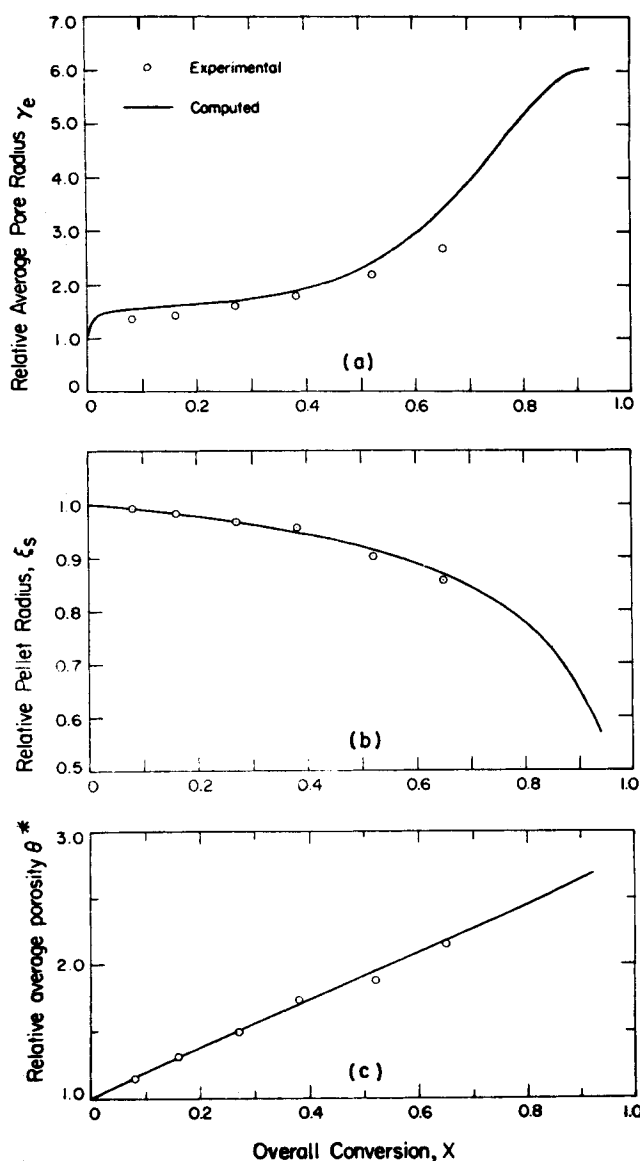 7.0
6.0
5.0
4.0
3.0
2.0
1.0
0
Relative Average Pore Radius γe
Experimental
Computed
(a)
0 0.2 0.4 0.6 0.8 1.0
1.0
0.9
0.8
0.7
0.6
0.5
Relative Pellet Radius, ξs
(b)
0 0.2 0.4 0.6 0.8 1.0
3.0
2.0
1.0
Relative average porosity θ*
(c)
0 0.2 0.4 0.6 0.8 1.0
Overall Conversion, X